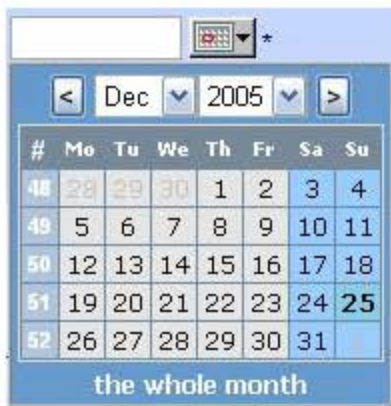 *
< Dec 2005 >
# Mo Tu We Th Fr Sa Su
48 28 29 30 1 2 3 4
49 5 6 7 8 9 10 11
50 12 13 14 15 16 17 18
51 19 20 21 22 23 24 25
52 26 27 28 29 30 31
the whole month